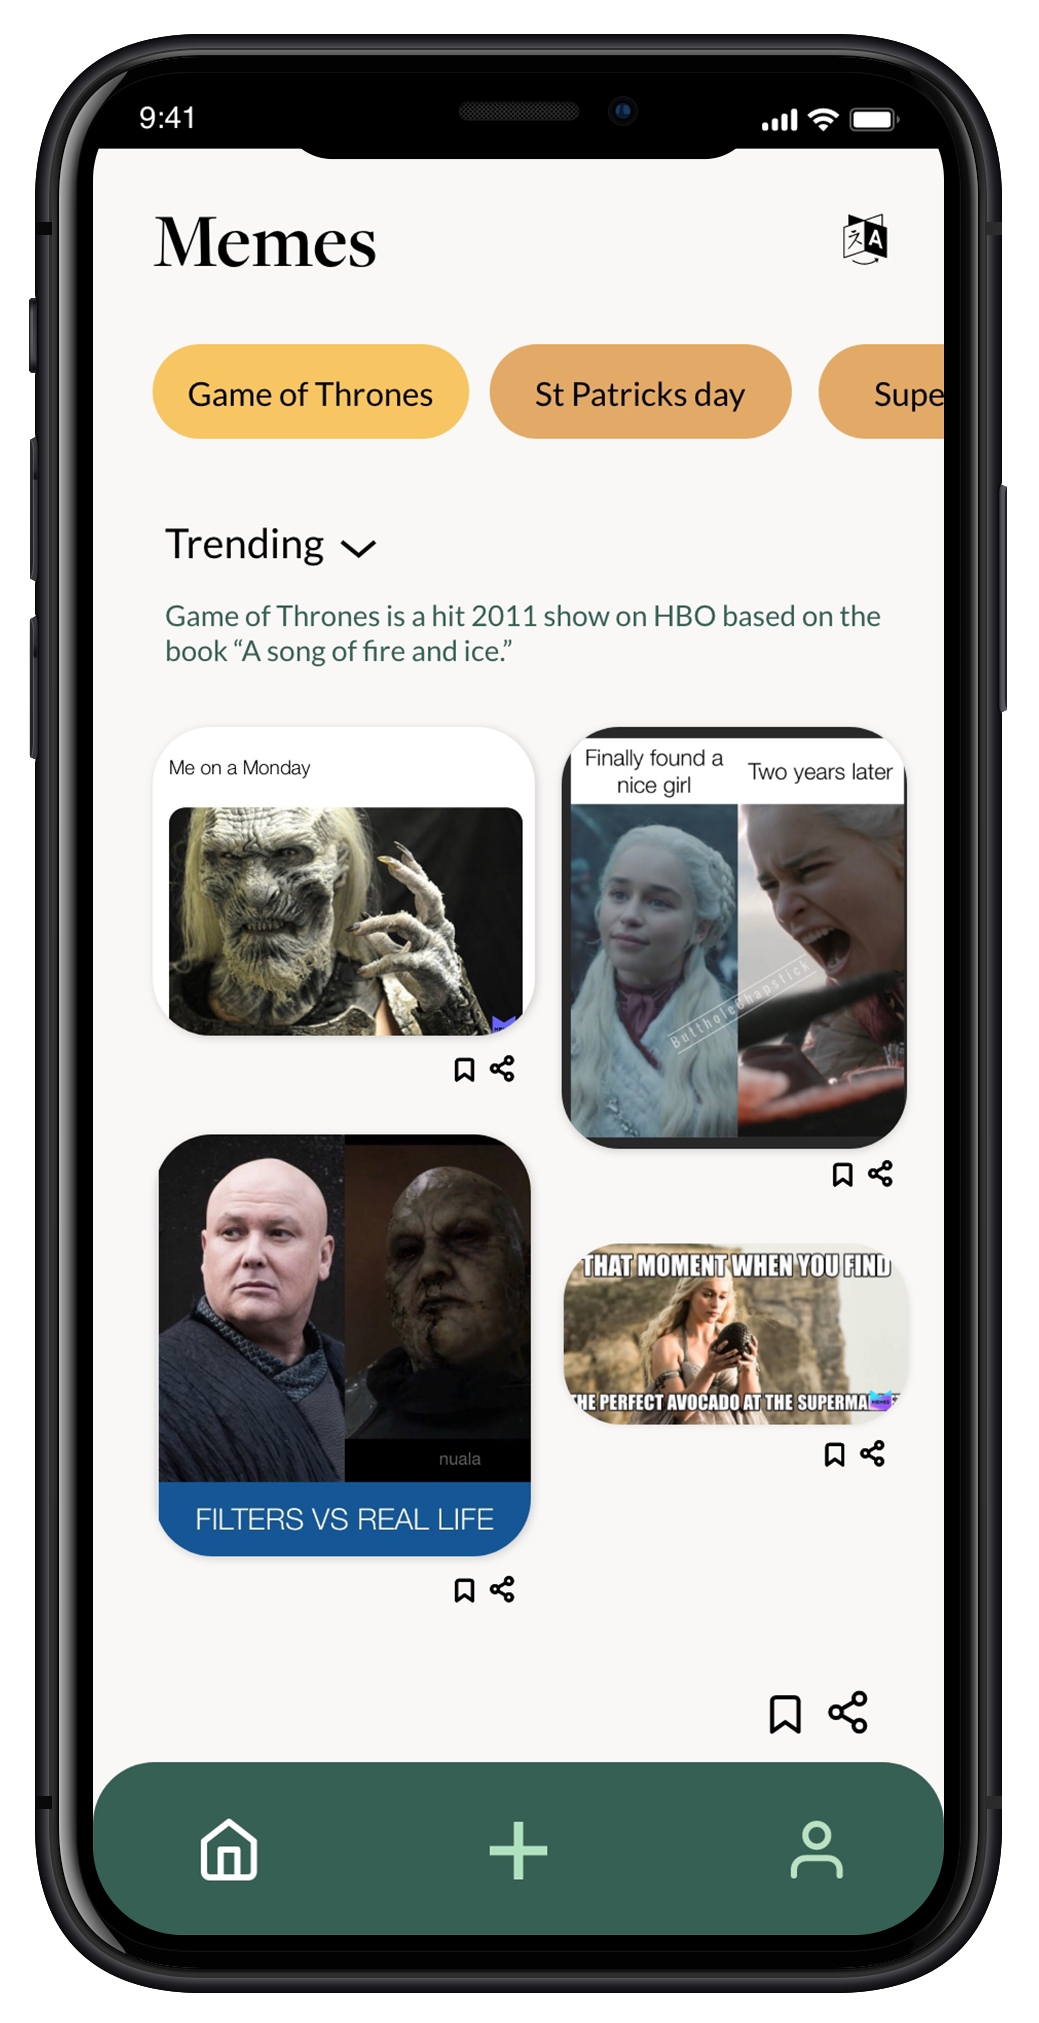 9:41
Memes
A
Game of Thrones
St Patricks day
Supe
Trending
Game of Thrones is a hit 2011 show on HBO based on the
book “A song of fire and ice.”
Me on a Monday
Finally found a
nice girl
Two years later
ButtholeChapstick
nuala
FILTERS VS REAL LIFE
THAT MOMENT WHEN YOU FIND
HE PERFECT AVOCADO AT THE SUPERMA
MEMES